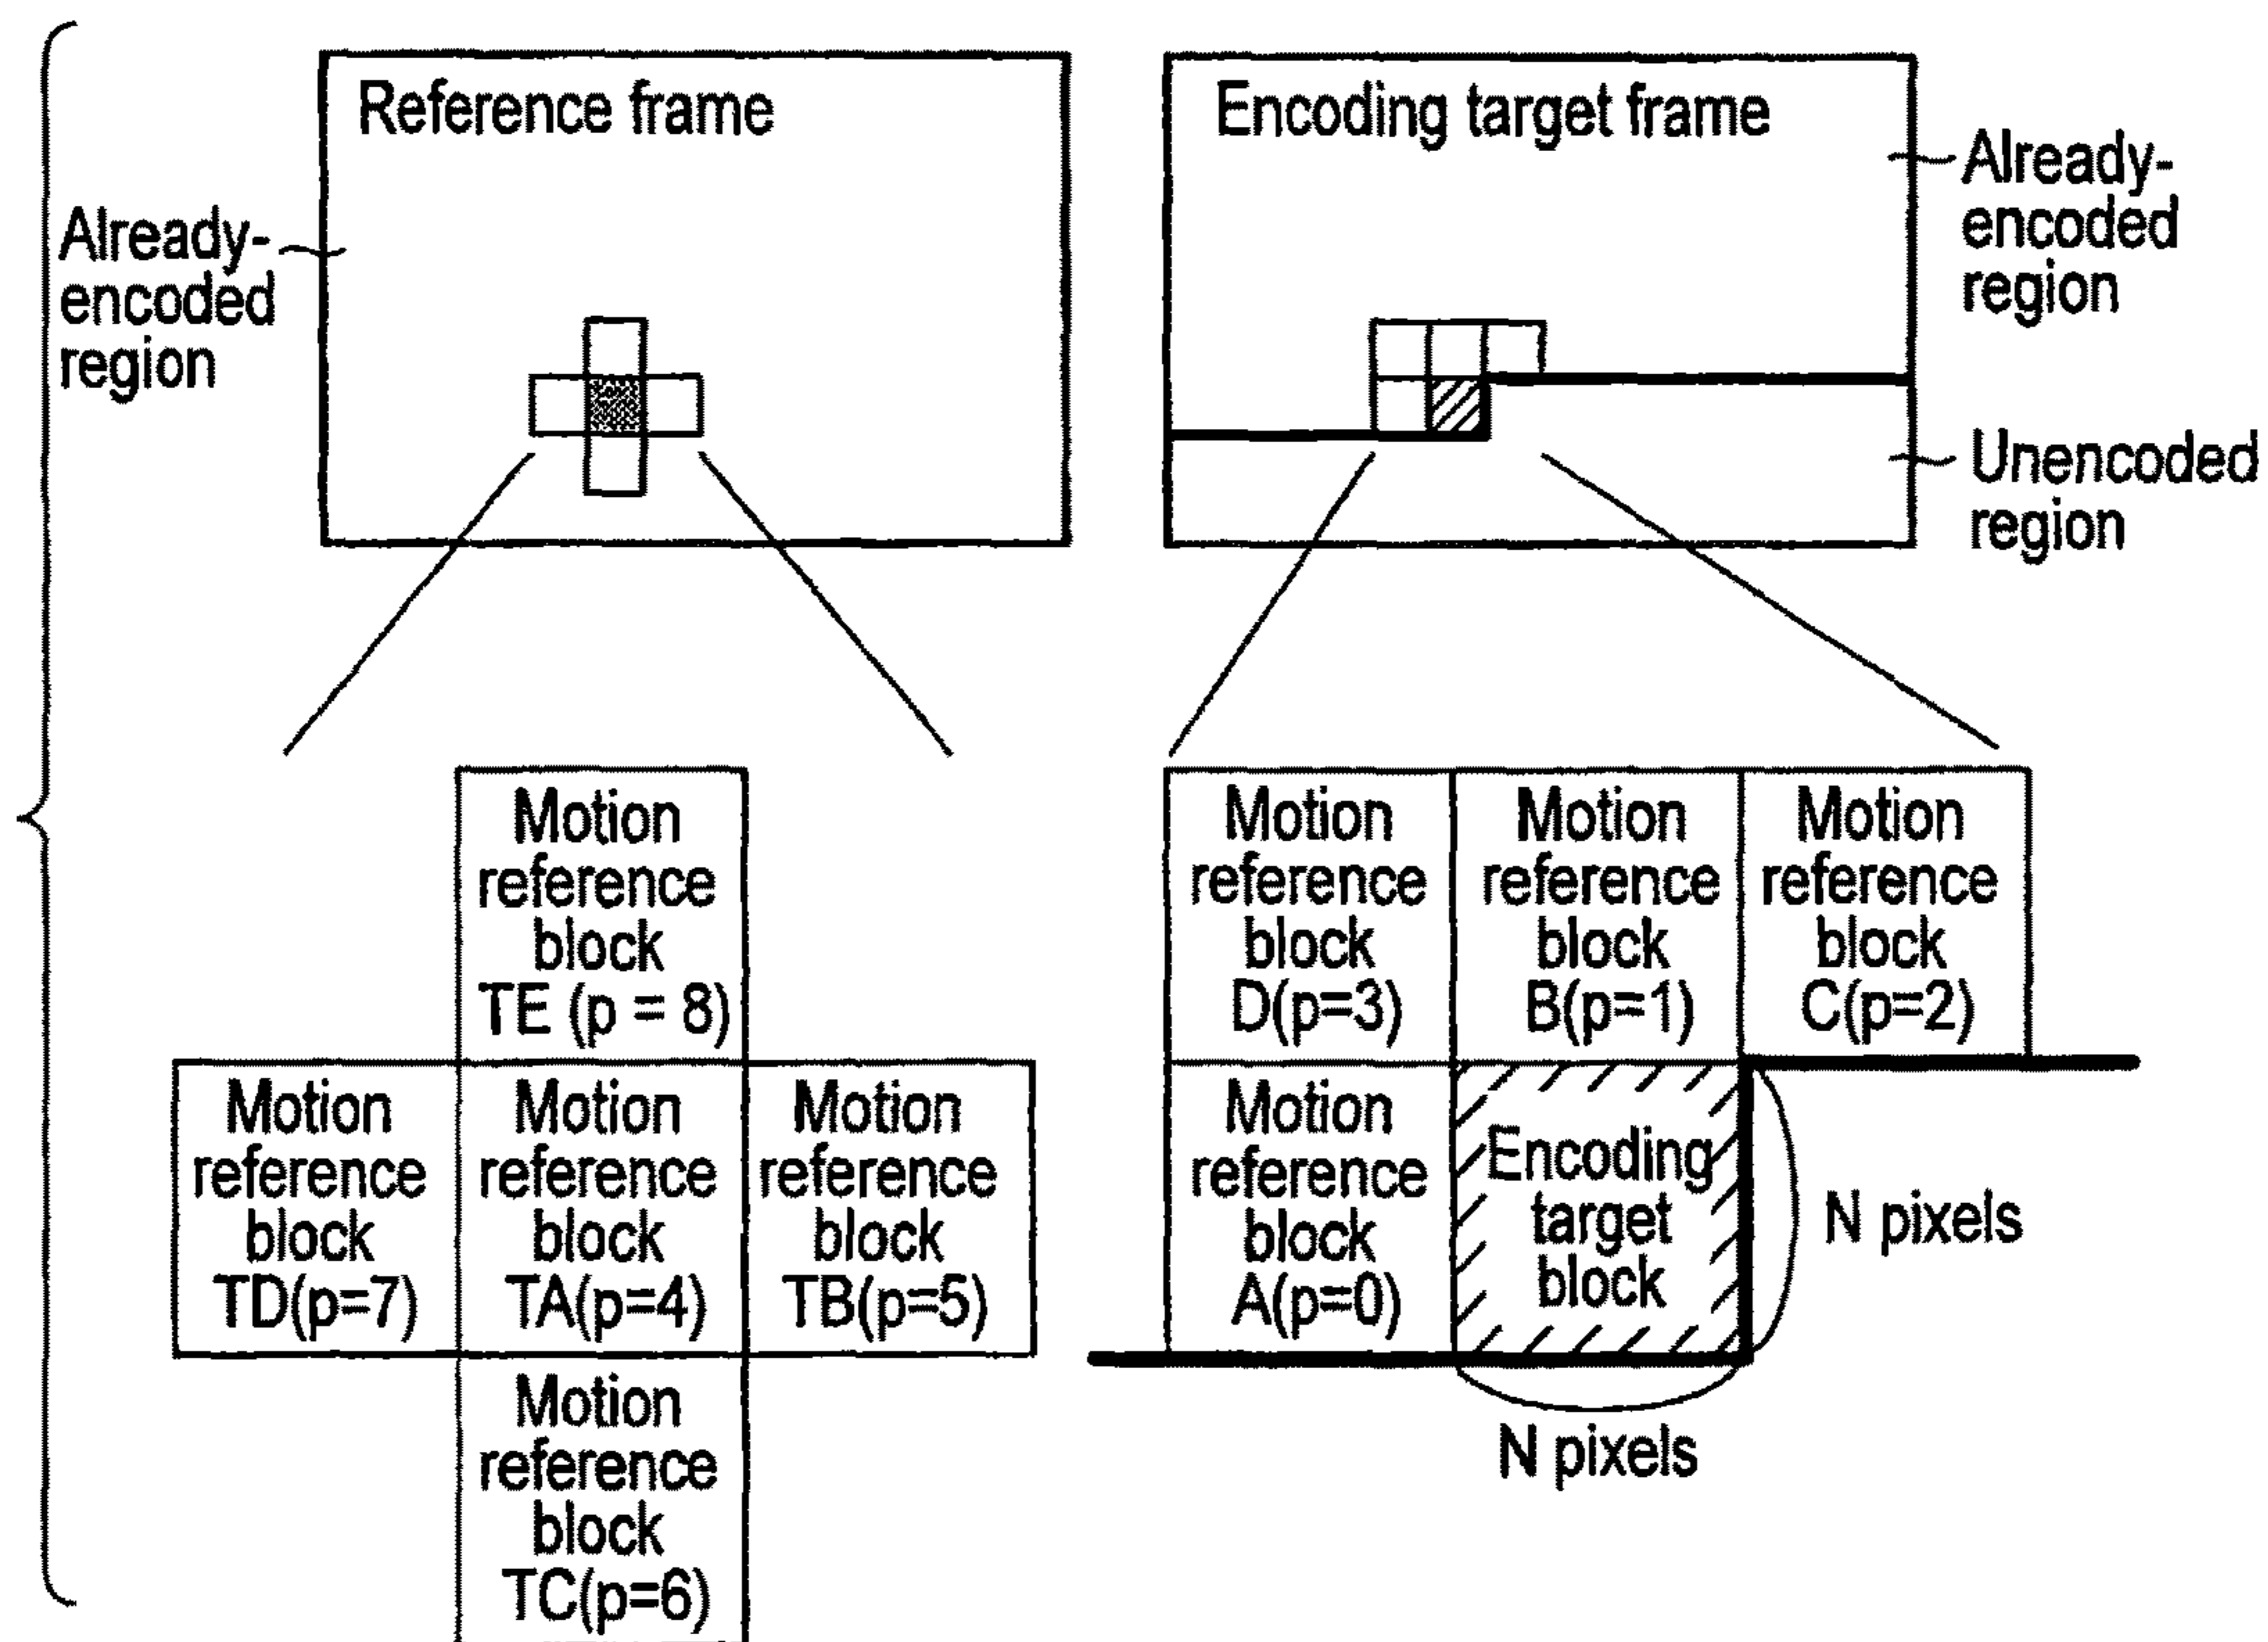 Reference frame
Already-
encoded
region
Encoding target frame
Already-
encoded
region
Unencoded
region
Motion
reference
block
TE (p = 8)
Motion
reference
block
TD(p=7)
Motion
reference
block
TA(p=4)
Motion
reference
block
TB(p=5)
Motion
reference
block
TC(p=6)
Motion
reference
block
D(p=3)
Motion
reference
block
B(p=1)
Motion
reference
block
C(p=2)
Motion
reference
block
A(p=0)
Encoding
target
block
N pixels
N pixels